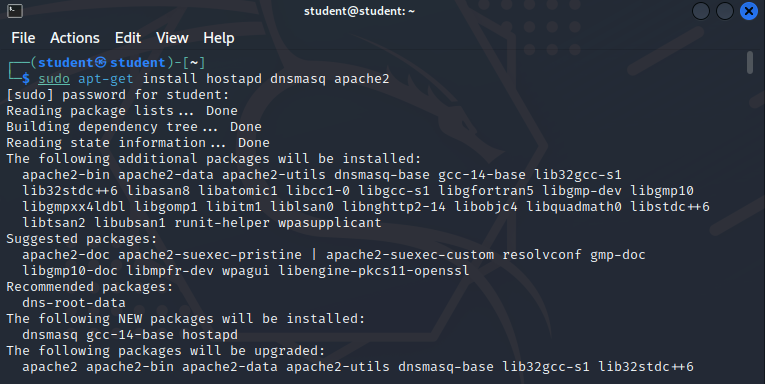 student@student: ~
File Actions Edit View Help
┌──(student㉿student)-[~]
└─$ sudo apt-get install hostapd dnsmasq apache2
[sudo] password for student:
Reading package lists... Done
Building dependency tree... Done
Reading state information... Done
The following additional packages will be installed:
apache2-bin apache2-data apache2-utils dnsmasq-base gcc-14-base lib32gcc-s1
lib32stdc++6 libasan8 libatomic1 libcc1-0 libgcc-s1 libgfortran5 libgmp-dev libgmp10
libgmpxx4ldbl libgomp1 libitm1 liblsan0 libnghttp2-14 libobjc4 libquadmath0 libstdc++6
libtsan2 libubsan1 runit-helper wpasupplicant
Suggested packages:
apache2-doc apache2-suexec-pristine | apache2-suexec-custom resolvconf gmp-doc
libgmp10-doc libmpfr-dev wpagui libengine-pkcs11-openssl
Recommended packages:
dns-root-data
The following NEW packages will be installed:
dnsmasq gcc-14-base hostapd
The following packages will be upgraded:
apache2 apache2-bin apache2-data apache2-utils dnsmasq-base lib32gcc-s1 lib32stdc++6